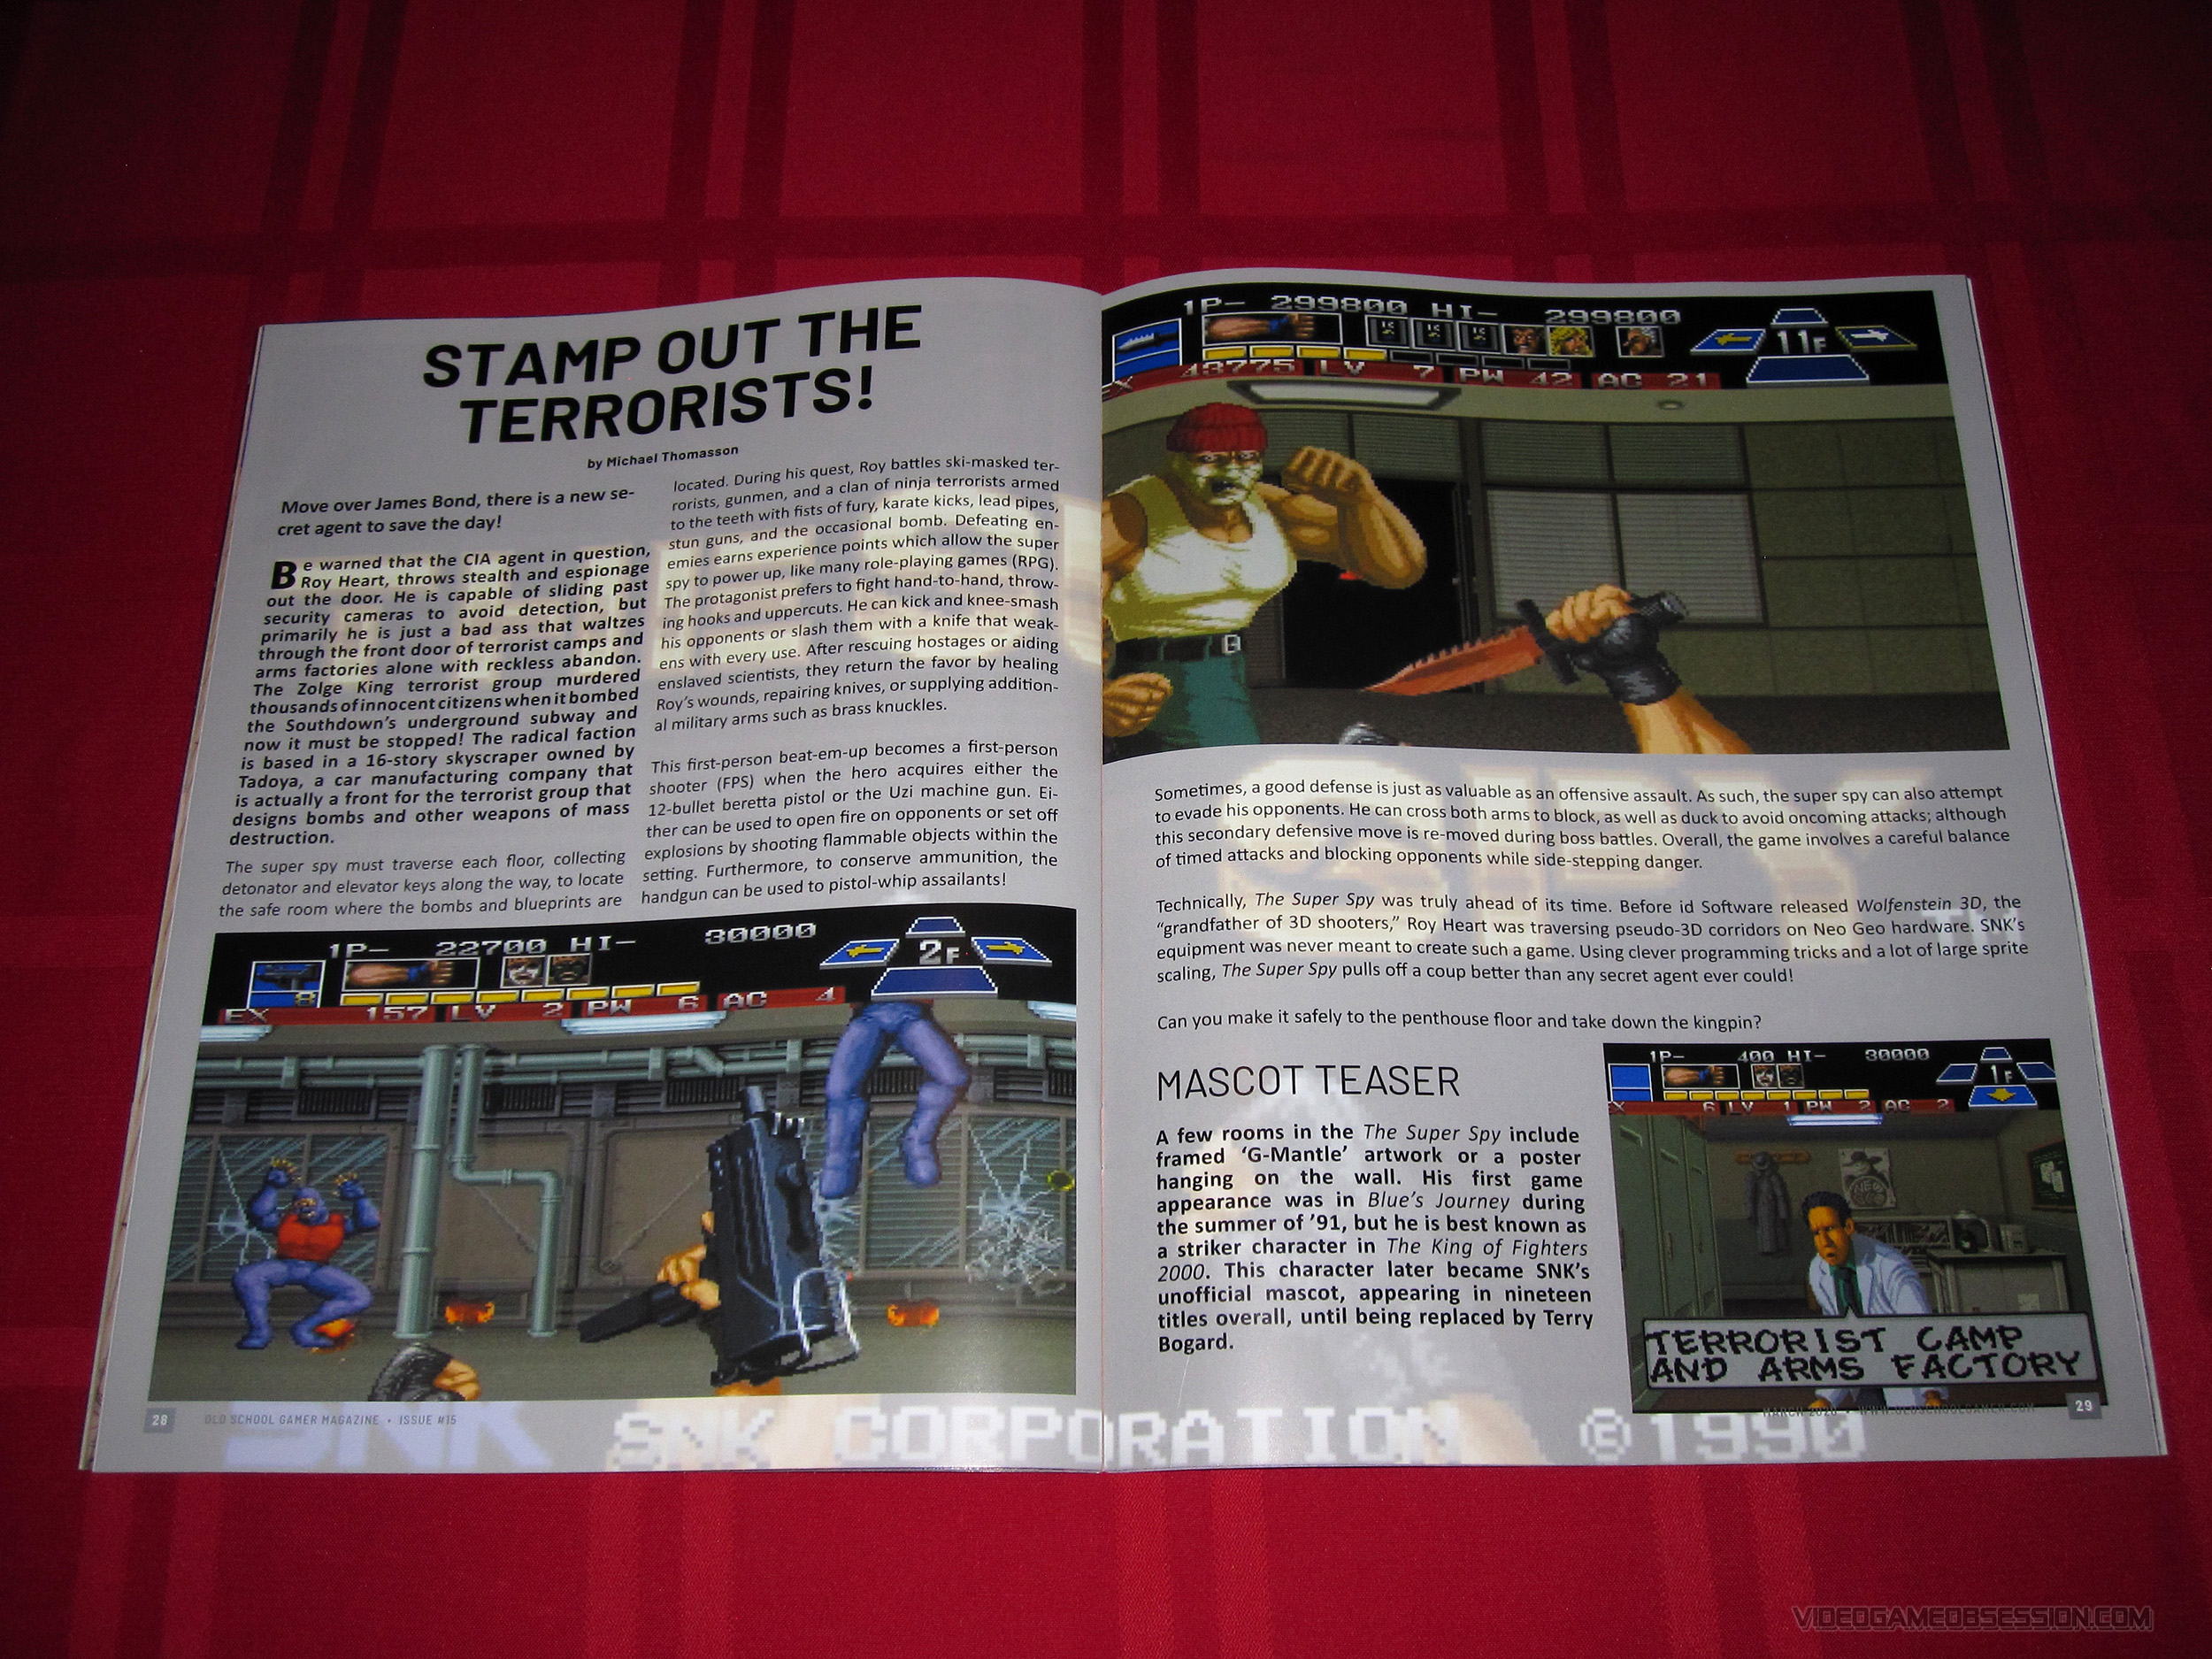 STAMP OUT THE
TERRORISTS!
by Michael Thomasson
Move over James Bond, there is a new se-
cret agent to save the day!
Be warned that the CIA agent in question,
Roy Heart, throws stealth and espionage
out the door. He is capable of sliding past
security cameras to avoid detection, but
primarily he is just a bad ass that waltzes
through the front door of terrorist camps and
arms factories alone with reckless abandon.
The Zolge King terrorist group murdered
thousands of innocent citizens when it bombed
the Southdown's underground subway and
now it must be stopped! The radical faction
is based in a 16-story skyscraper owned by
Tadoya, a car manufacturing company that
is actually a front for the terrorist group that
designs bombs and other weapons of mass
destruction.
The super spy must traverse each floor, collecting
detonator and elevator keys along the way, to locate
the safe room where the bombs and blueprints are
located. During his quest, Roy battles ski-masked ter-
rorists, gunmen, and a clan of ninja terrorists armed
to the teeth with fists of fury, karate kicks, lead pipes,
stun guns, and the occasional bomb. Defeating en-
emies earns experience points which allow the super
spy to power up, like many role-playing games (RPG).
The protagonist prefers to fight hand-to-hand, throw-
ing hooks and uppercuts. He can kick and knee-smash
his opponents or slash them with a knife that weak-
ens with every use. After rescuing hostages or aiding
enslaved scientists, they return the favor by healing
Roy's wounds, repairing knives, or supplying addition-
al military arms such as brass knuckles.
This first-person beat-em-up becomes a first-person
shooter (FPS) when the hero acquires either the
12-bullet beretta pistol or the Uzi machine gun. Ei-
ther can be used to open fire on opponents or set off
explosions by shooting flammable objects within the
setting. Furthermore, to conserve ammunition, the
handgun can be used to pistol-whip assailants!
1P- 22700 HI- 30000
2F
8
EX 157 LV 2 PW 6 AC 4
28 OLD SCHOOL GAMER MAGAZINE • ISSUE #15
1P- 299800 HI- 299800
11F
EX 43775 LV 7 PW 42 AC 21
Sometimes, a good defense is just as valuable as an offensive assault. As such, the super spy can also attempt
to evade his opponents. He can cross both arms to block, as well as duck to avoid oncoming attacks; although
this secondary defensive move is re-moved during boss battles. Overall, the game involves a careful balance
of timed attacks and blocking opponents while side-stepping danger.
Technically, The Super Spy was truly ahead of its time. Before id Software released Wolfenstein 3D, the
"grandfather of 3D shooters," Roy Heart was traversing pseudo-3D corridors on Neo Geo hardware. SNK's
equipment was never meant to create such a game. Using clever programming tricks and a lot of large sprite
scaling, The Super Spy pulls off a coup better than any secret agent ever could!
Can you make it safely to the penthouse floor and take down the kingpin?
MASCOT TEASER
A few rooms in the The Super Spy include
framed 'G-Mantle' artwork or a poster
hanging on the wall. His first game
appearance was in Blue's Journey during
the summer of '91, but he is best known as
a striker character in The King of Fighters
2000. This character later became SNK's
unofficial mascot, appearing in nineteen
titles overall, until being replaced by Terry
Bogard.
1P- 400 HI- 30000
1F
EX 6 LV 1 PW 2 AC 2
TERRORIST CAMP
AND ARMS FACTORY
MARCH 2020 • WWW.OLDSCHOOLGAMER.COM 29
SNK SNK CORPORATION ©1990
VIDEOGAMEOBSESSION.COM